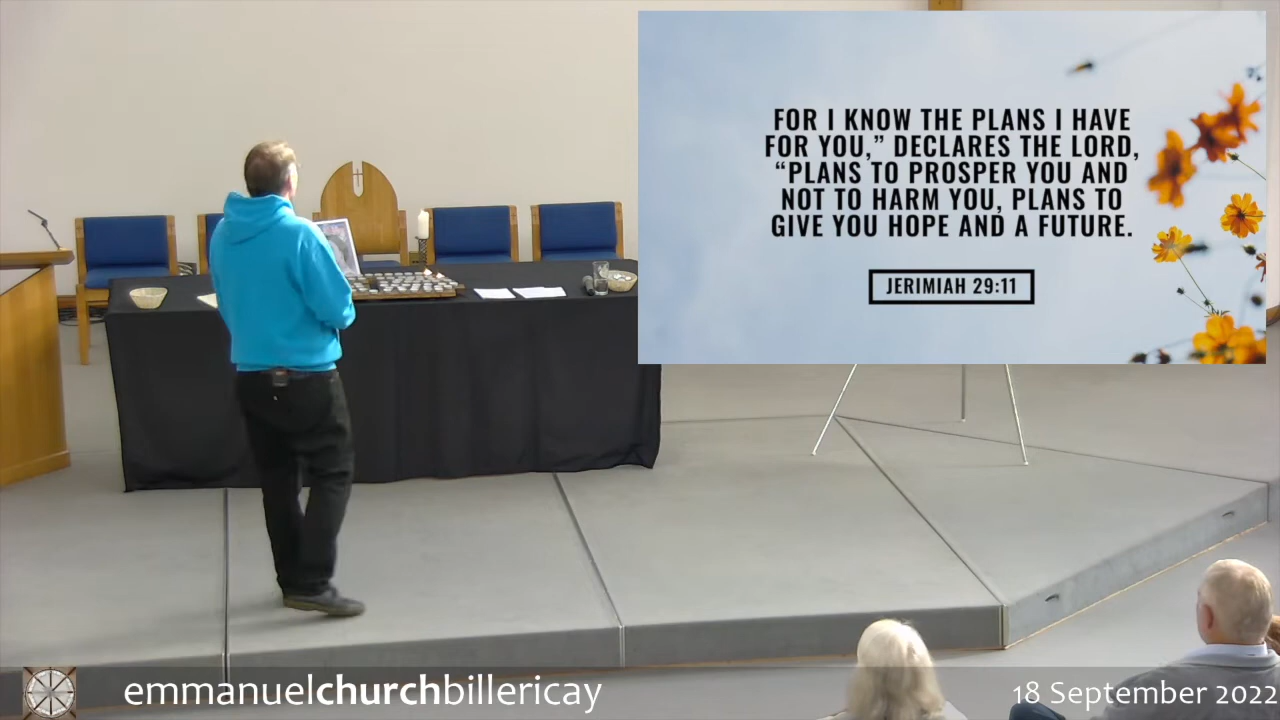 FOR I KNOW THE PLANS I HAVE
FOR YOU,” DECLARES THE LORD,
“PLANS TO PROSPER YOU AND
NOT TO HARM YOU, PLANS TO
GIVE YOU HOPE AND A FUTURE.
JERIMIAH 29:11
emmanuelchurchbillericay
18 September 2022